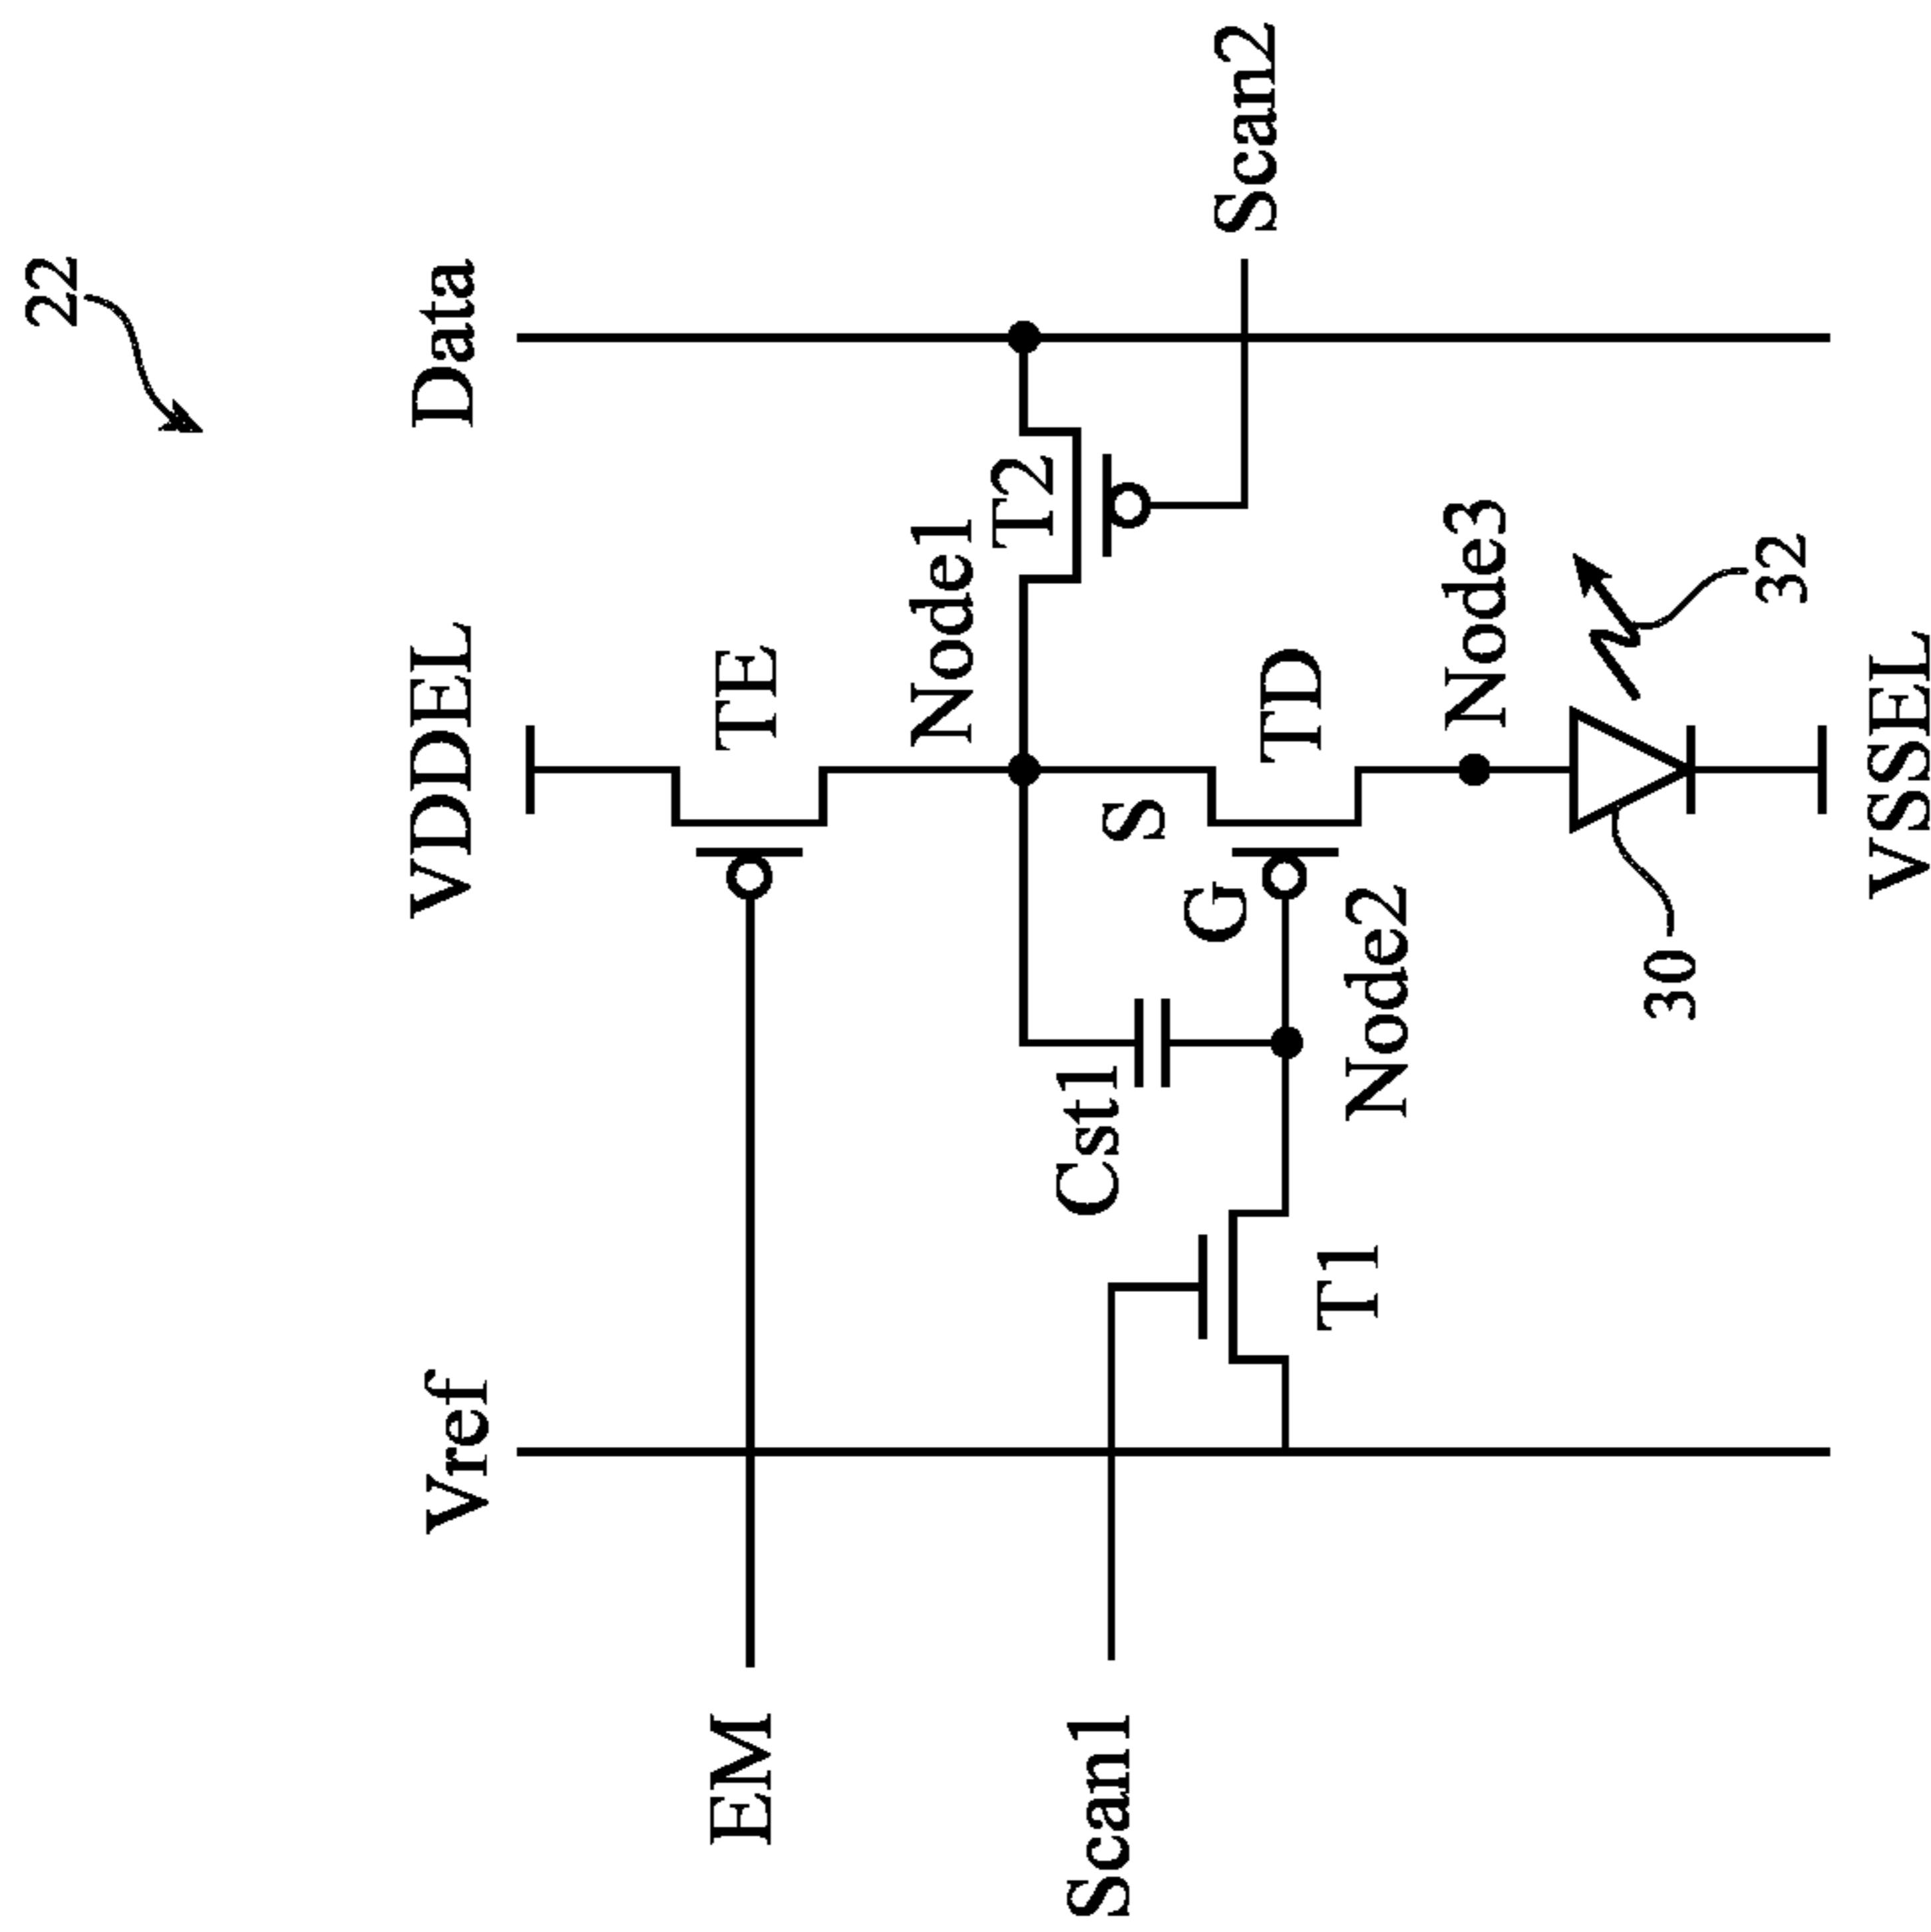 22
Vref
VDDEL
Data
EM
TE
Node1
T2
Scan2
Scan1
Cst1
S
G
TD
T1
Node2
Node3
30
32
VSSEL